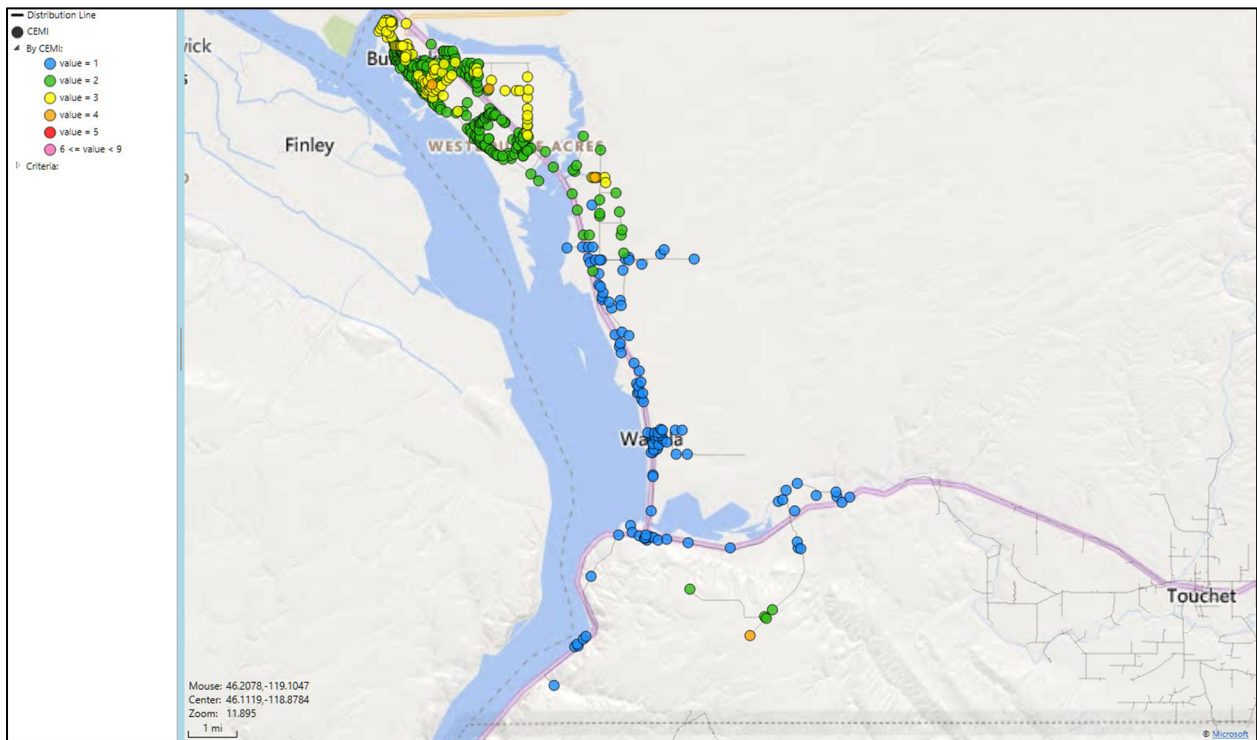 Distribution Line
CEMI
By CEMI:
value = 1
value = 2
value = 3
value = 4
value = 5
6 <= value < 9
Criteria:
wick
Finley
Touchet
Mouse: 46.2078,-119.1047
Center: 46.1119,-118.8784
Zoom: 11.895
1 mi
© Microsoft